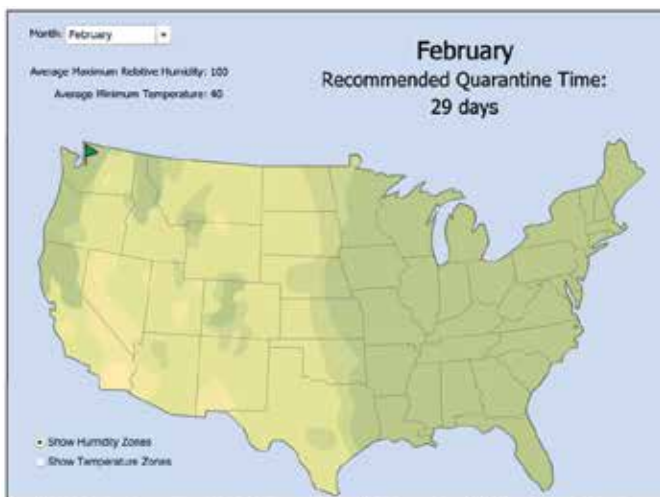 Month: February
Average Maximum Relative Humidity: 100
Average Minimum Temperature: 40
February
Recommended Quarantine Time:
29 days
Show Humidity Zones
Show Temperature Zones